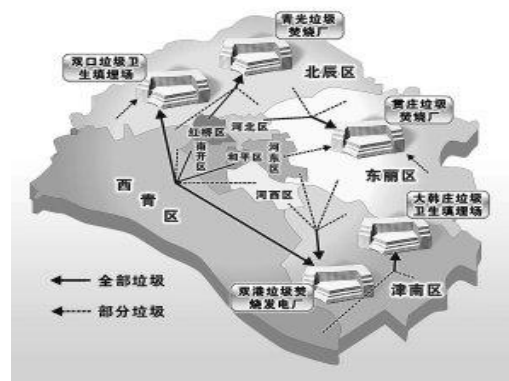 青光垃圾
焚烧厂
双口垃圾卫
生填埋场
北辰区
贯庄垃圾
焚烧厂
红桥区
河北区
南开区
和平区
河东区
东丽区
河西区
西青区
大韩庄垃圾
卫生填埋场
全部垃圾
部分垃圾
双港垃圾焚
烧发电厂
津南区